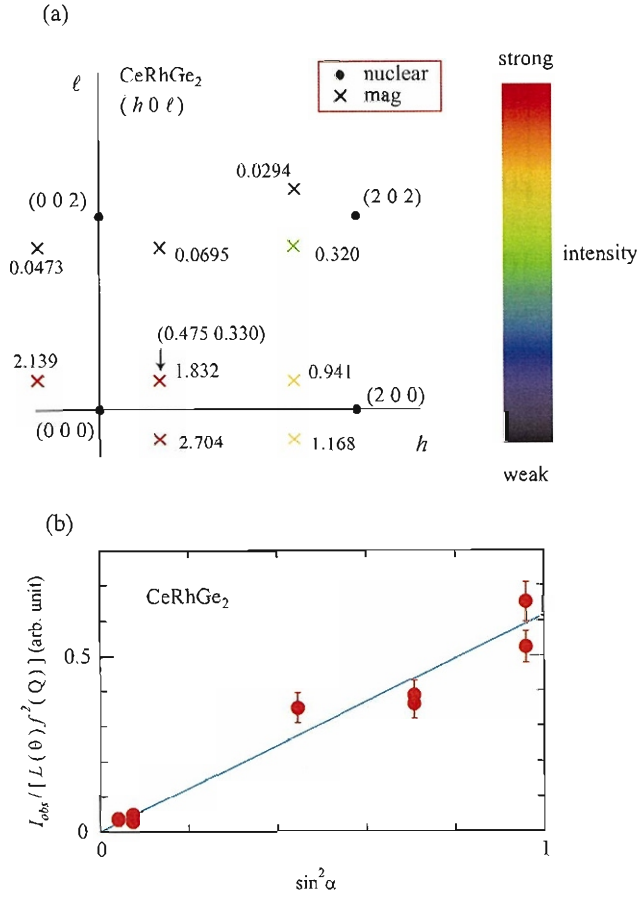 (a)
ℓ
CeRhGe2
(h 0 ℓ)
nuclear
mag
strong
0.0294
(0 0 2)
(2 0 2)
0.0473
0.0695
0.320
intensity
(0.475 0.330)
2.139
1.832
0.941
(2 0 0)
(0 0 0)
2.704
1.168
h
weak
(b)
CeRhGe2
I_obs / [L(θ) f²(Q)] (arb. unit)
0.5
0
0
1
sin²α